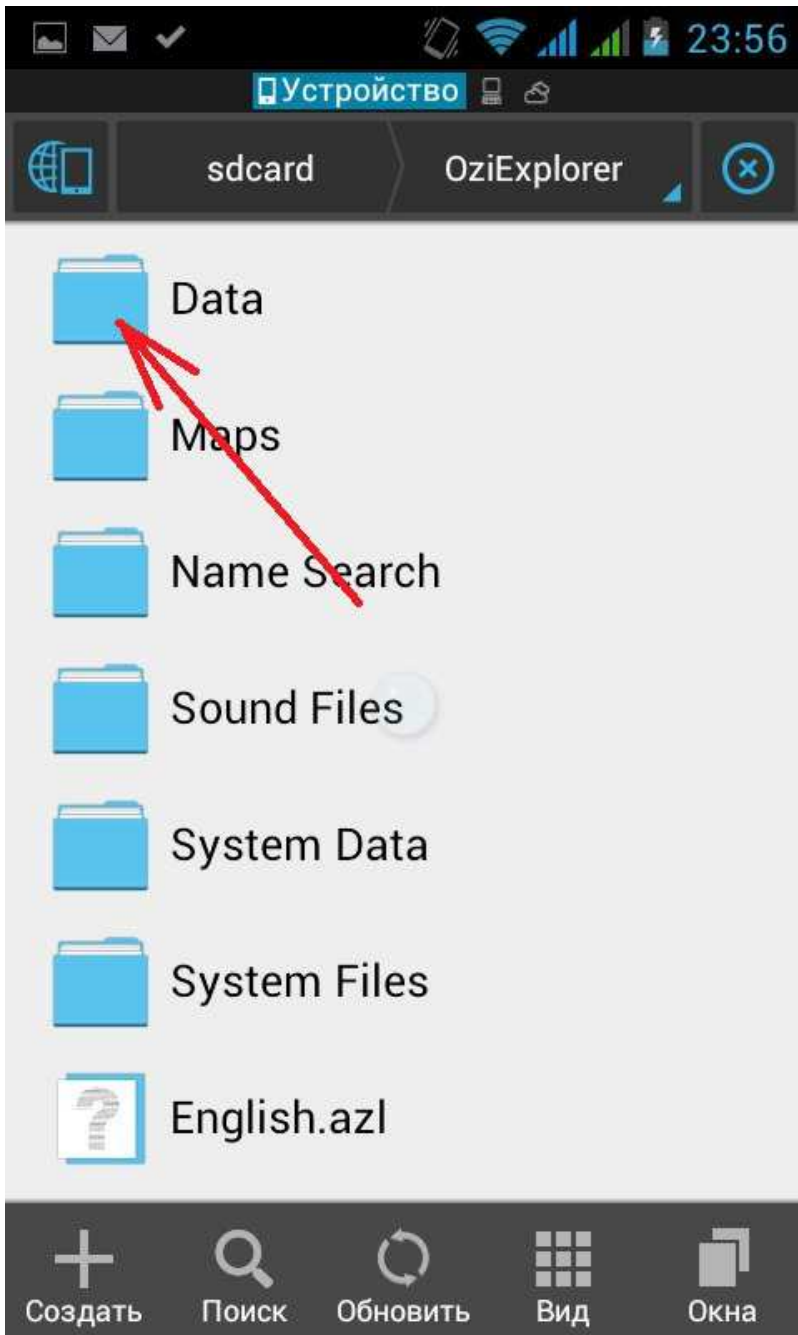 23:56
Устройство
sdcard
OziExplorer
Data
Maps
Name Search
Sound Files
System Data
System Files
?
English.azl
Создать
Поиск
Обновить
Вид
Окна